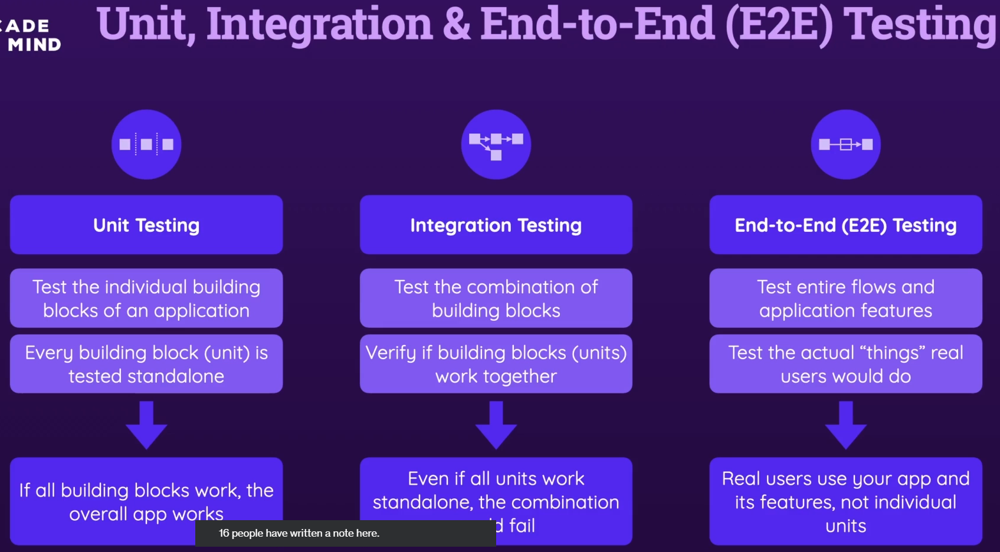 CADE
MIND
Unit, Integration & End-to-End (E2E) Testing
Unit Testing
Test the individual building
blocks of an application
Every building block (unit) is
tested standalone
If all building blocks work, the
overall app works
Integration Testing
Test the combination of
building blocks
Verify if building blocks (units)
work together
Even if all units work
standalone, the combination
d fail
End-to-End (E2E) Testing
Test entire flows and
application features
Test the actual “things” real
users would do
Real users use your app and
its features, not individual
units
16 people have written a note here.